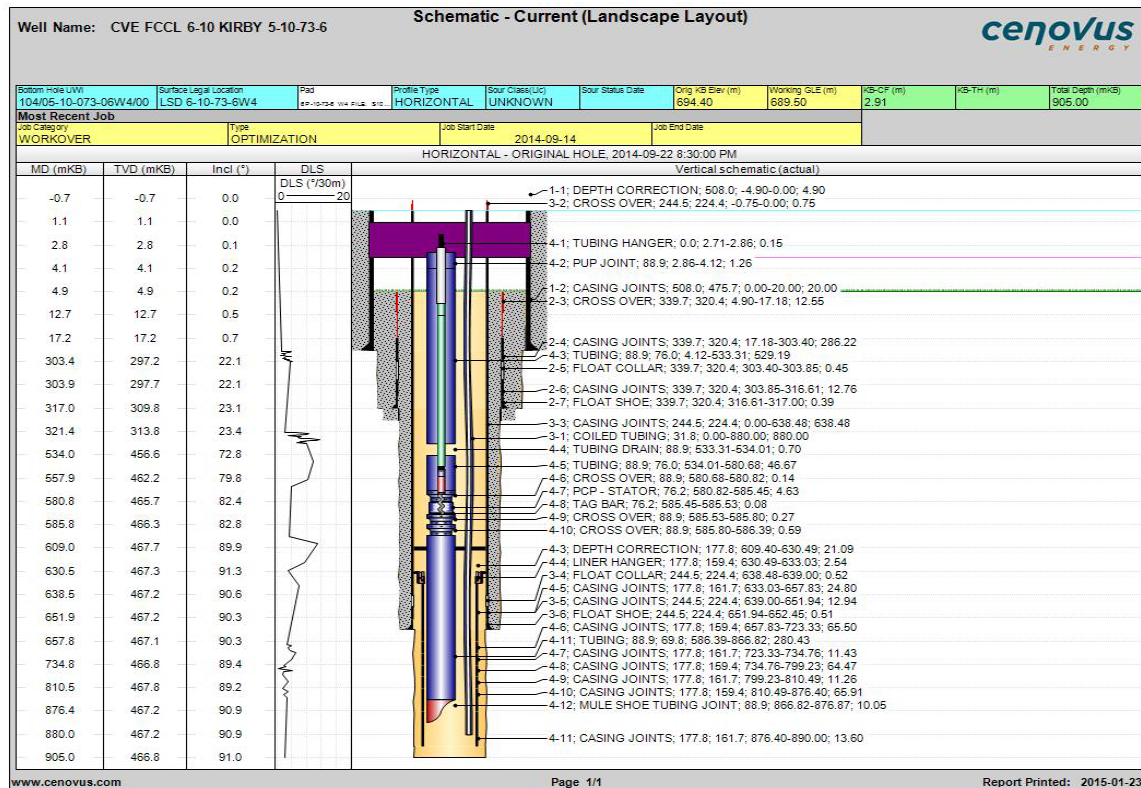 Schematic - Current (Landscape Layout)
Well Name: CVE FCCL 6-10 KIRBY 5-10-73-6
cenovus
ENERGY
Bottom Hole UWI
104/05-10-073-06W4/00
Surface Legal Location
LSD 6-10-73-6W4
Pad
Profile Type
HORIZONTAL
Sour Class(Lic)
UNKNOWN
Sour Status Date
Orig KB Elev (m)
694.40
Working GLE (m)
689.50
KB-CF (m)
2.91
KB-TH (m)
Total Depth (mKB)
905.00
Most Recent Job
Job Category
WORKOVER
Type
OPTIMIZATION
Job Start Date
2014-09-14
Job End Date
HORIZONTAL - ORIGINAL HOLE, 2014-09-22 8:30:00 PM
MD (mKB) TVD (mKB) Incl (°) DLS Vertical schematic (actual)
DLS (°/30m)
0 20
-0.7 -0.7 0.0
1.1 1.1 0.0
2.8 2.8 0.1
4.1 4.1 0.2
4.9 4.9 0.2
12.7 12.7 0.5
17.2 17.2 0.7
303.4 297.2 22.1
303.9 297.7 22.1
317.0 309.8 23.1
321.4 313.8 23.4
534.0 456.6 72.8
557.9 462.2 79.8
580.8 465.7 82.4
585.8 466.3 82.8
609.0 467.7 89.9
630.5 467.3 91.3
638.5 467.2 90.6
651.9 467.2 90.3
657.8 467.1 90.3
734.8 466.8 89.4
810.5 467.8 89.2
876.4 467.2 90.9
880.0 467.2 90.9
905.0 466.8 91.0
1-1; DEPTH CORRECTION; 508.0; -4.90-0.00; 4.90
3-2; CROSS OVER; 244.5; 224.4; -0.75-0.00; 0.75
4-1; TUBING HANGER; 0.0; 2.71-2.86; 0.15
4-2; PUP JOINT; 88.9; 2.86-4.12; 1.26
1-2; CASING JOINTS; 508.0; 475.7; 0.00-20.00; 20.00
2-3; CROSS OVER; 339.7; 320.4; 4.90-17.18; 12.55
2-4; CASING JOINTS; 339.7; 320.4; 17.18-303.40; 286.22
4-3; TUBING; 88.9; 76.0; 4.12-533.31; 529.19
2-5; FLOAT COLLAR; 339.7; 320.4; 303.40-303.85; 0.45
2-6; CASING JOINTS; 339.7; 320.4; 303.85-316.61; 12.76
2-7; FLOAT SHOE; 339.7; 320.4; 316.61-317.00; 0.39
3-3; CASING JOINTS; 244.5; 224.4; 0.00-638.48; 638.48
3-1; COILED TUBING; 31.8; 0.00-880.00; 880.00
4-4; TUBING DRAIN; 88.9; 533.31-534.01; 0.70
4-5; TUBING; 88.9; 76.0; 534.01-580.68; 46.67
4-6; CROSS OVER; 88.9; 580.68-580.82; 0.14
4-7; PCP - STATOR; 76.2; 580.82-585.45; 4.63
4-8; TAG BAR; 76.2; 585.45-585.53; 0.08
4-9; CROSS OVER; 88.9; 585.53-585.80; 0.27
4-10; CROSS OVER; 88.9; 585.80-586.39; 0.59
4-3; DEPTH CORRECTION; 177.8; 609.40-630.49; 21.09
4-4; LINER HANGER; 177.8; 159.4; 630.49-633.03; 2.54
3-4; FLOAT COLLAR; 244.5; 224.4; 638.48-639.00; 0.52
4-5; CASING JOINTS; 177.8; 161.7; 633.03-657.83; 24.80
3-5; CASING JOINTS; 244.5; 224.4; 639.00-651.94; 12.94
3-6; FLOAT SHOE; 244.5; 224.4; 651.94-652.45; 0.51
4-6; CASING JOINTS; 177.8; 159.4; 657.83-723.33; 65.50
4-11; TUBING; 88.9; 69.8; 586.39-866.82; 280.43
4-7; CASING JOINTS; 177.8; 161.7; 723.33-734.76; 11.43
4-8; CASING JOINTS; 177.8; 159.4; 734.76-799.23; 64.47
4-9; CASING JOINTS; 177.8; 161.7; 799.23-810.49; 11.26
4-10; CASING JOINTS; 177.8; 159.4; 810.49-876.40; 65.91
4-12; MULE SHOE TUBING JOINT; 88.9; 866.82-876.87; 10.05
4-11; CASING JOINTS; 177.8; 161.7; 876.40-890.00; 13.60
www.cenovus.com Page 1/1 Report Printed: 2015-01-23